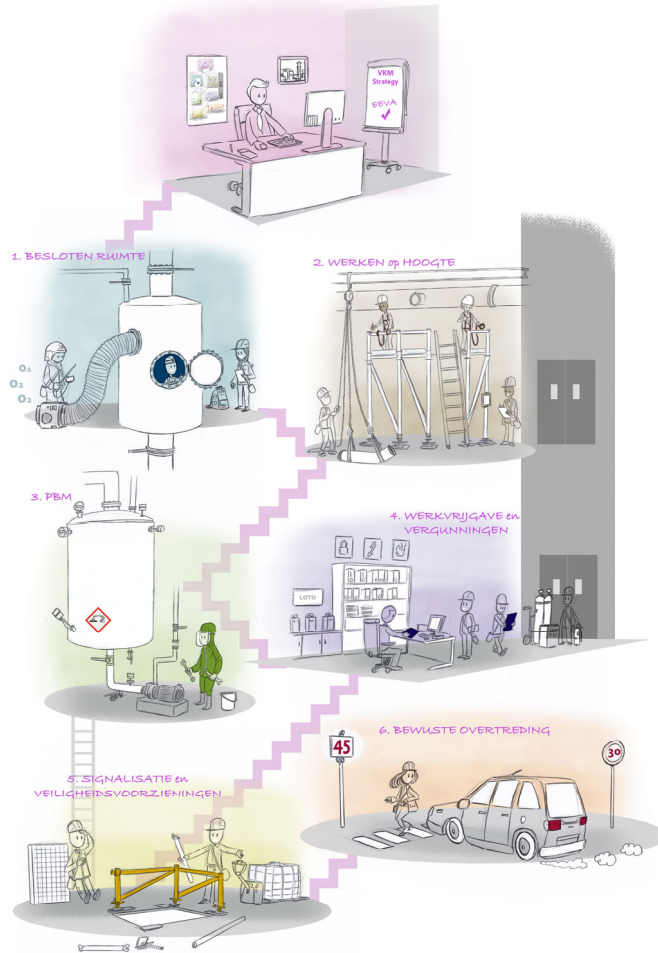 VKM
Strategy
EEVA
1. BESLOTEN RUIMTE
2. WERKEN op HOOGTE
O2
O2
O2
3. PBM
4. WERKVRIJGAVE en
VERGUNNINGEN
LOTO
5. SIGNALISATIE en
VEILIGHEIDSVOORZIENINGEN
6. BEWUSTE OVERTREDING
45
30